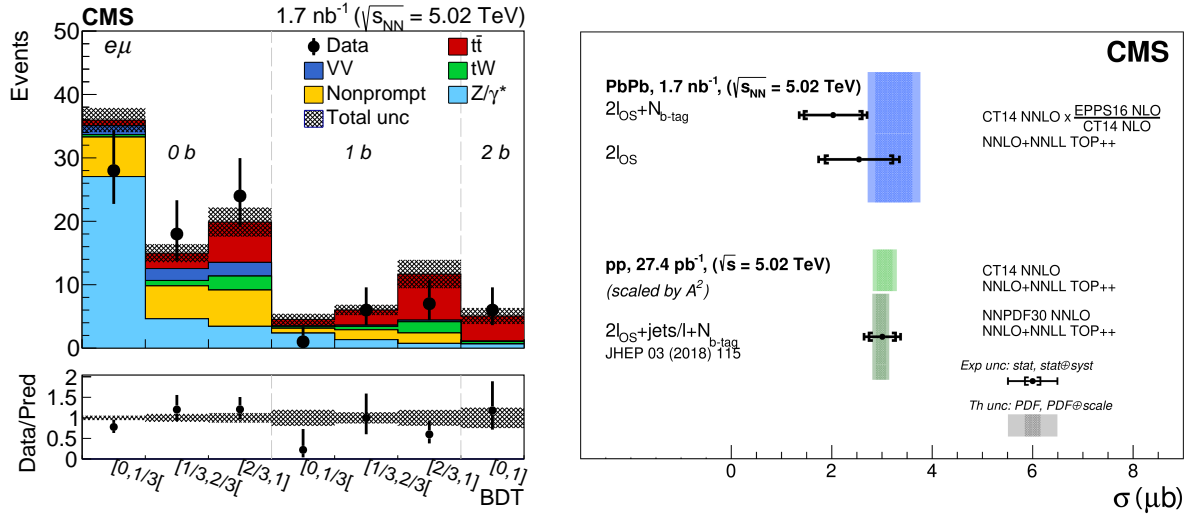 CMS 1.7 nb⁻¹ (√sNN = 5.02 TeV)
Events
50
40
30
20
10
0
eμ
Data
tt̄
VV
tW
Nonprompt
Z/γ*
Total unc
0 b
1 b
2 b
Data/Pred
2
1.5
1
0.5
0
[0,1/3[
[1/3,2/3[
[2/3,1]
[0,1/3[
[1/3,2/3[
[2/3,1]
[0,1]
BDT
CMS
PbPb, 1.7 nb⁻¹, (√sNN = 5.02 TeV)
2lOS+Nb-tag
CT14 NNLO x EPPS16 NLO
CT14 NLO
NNLO+NNLL TOP++
2lOS
pp, 27.4 pb⁻¹, (√s = 5.02 TeV)
(scaled by A²)
CT14 NNLO
NNLO+NNLL TOP++
NNPDF30 NNLO
NNLO+NNLL TOP++
2lOS+jets/l+Nb-tag
JHEP 03 (2018) 115
Exp unc: stat, stat⊕syst
Th unc: PDF, PDF⊕scale
0 2 4 6 8
σ (μb)